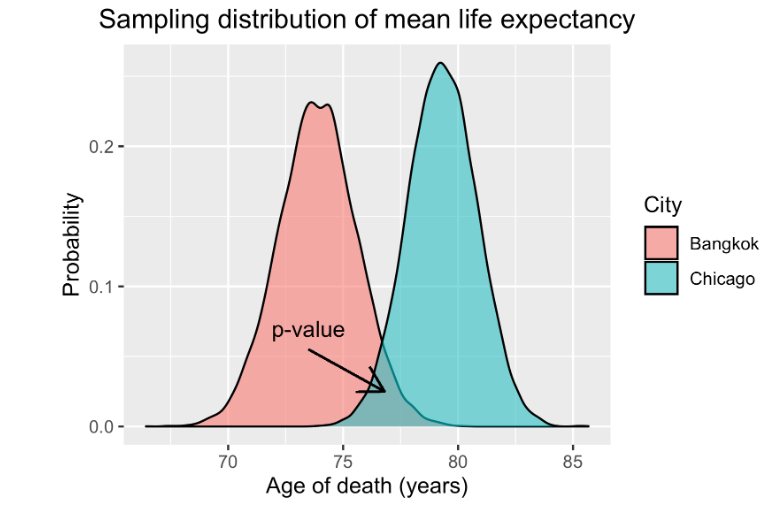 Sampling distribution of mean life expectancy
0.2
0.1
0.0
Probability
p-value
70 75 80 85
Age of death (years)
City
Bangkok
Chicago